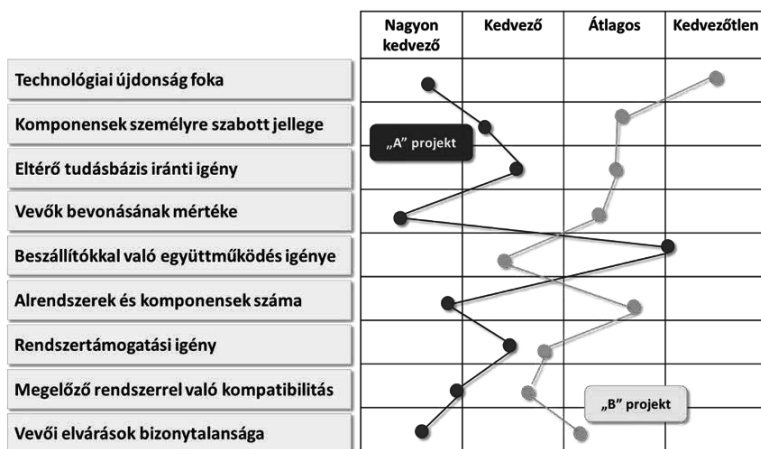 Nagyon kedvező
Kedvező
Átlagos
Kedvezőtlen
Technológiai újdonság foka
Komponensek személyre szabott jellege
„A” projekt
Eltérő tudásbázis iránti igény
Vevők bevonásának mértéke
Beszállítókkal való együttműködés igénye
Alrendszerek és komponensek száma
Rendszertámogatási igény
Megelőző rendszerrel való kompatibilitás
„B” projekt
Vevői elvárások bizonytalansága